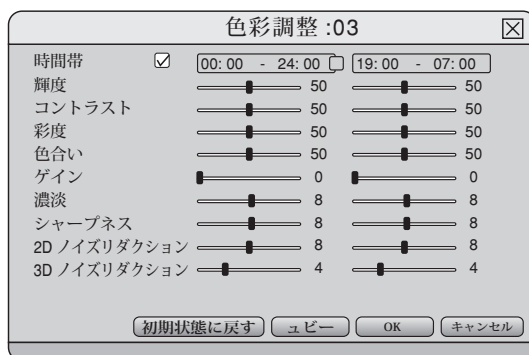 色彩調整 :03
時間帯 00: 00 - 24: 00 19: 00 - 07: 00
輝度 50 50
コントラスト 50 50
彩度 50 50
色合い 50 50
ゲイン 0 0
濃淡 8 8
シャープネス 8 8
2D ノイズリダクション 8 8
3D ノイズリダクション 4 4
初期状態に戻す ュピー OK キャンセル